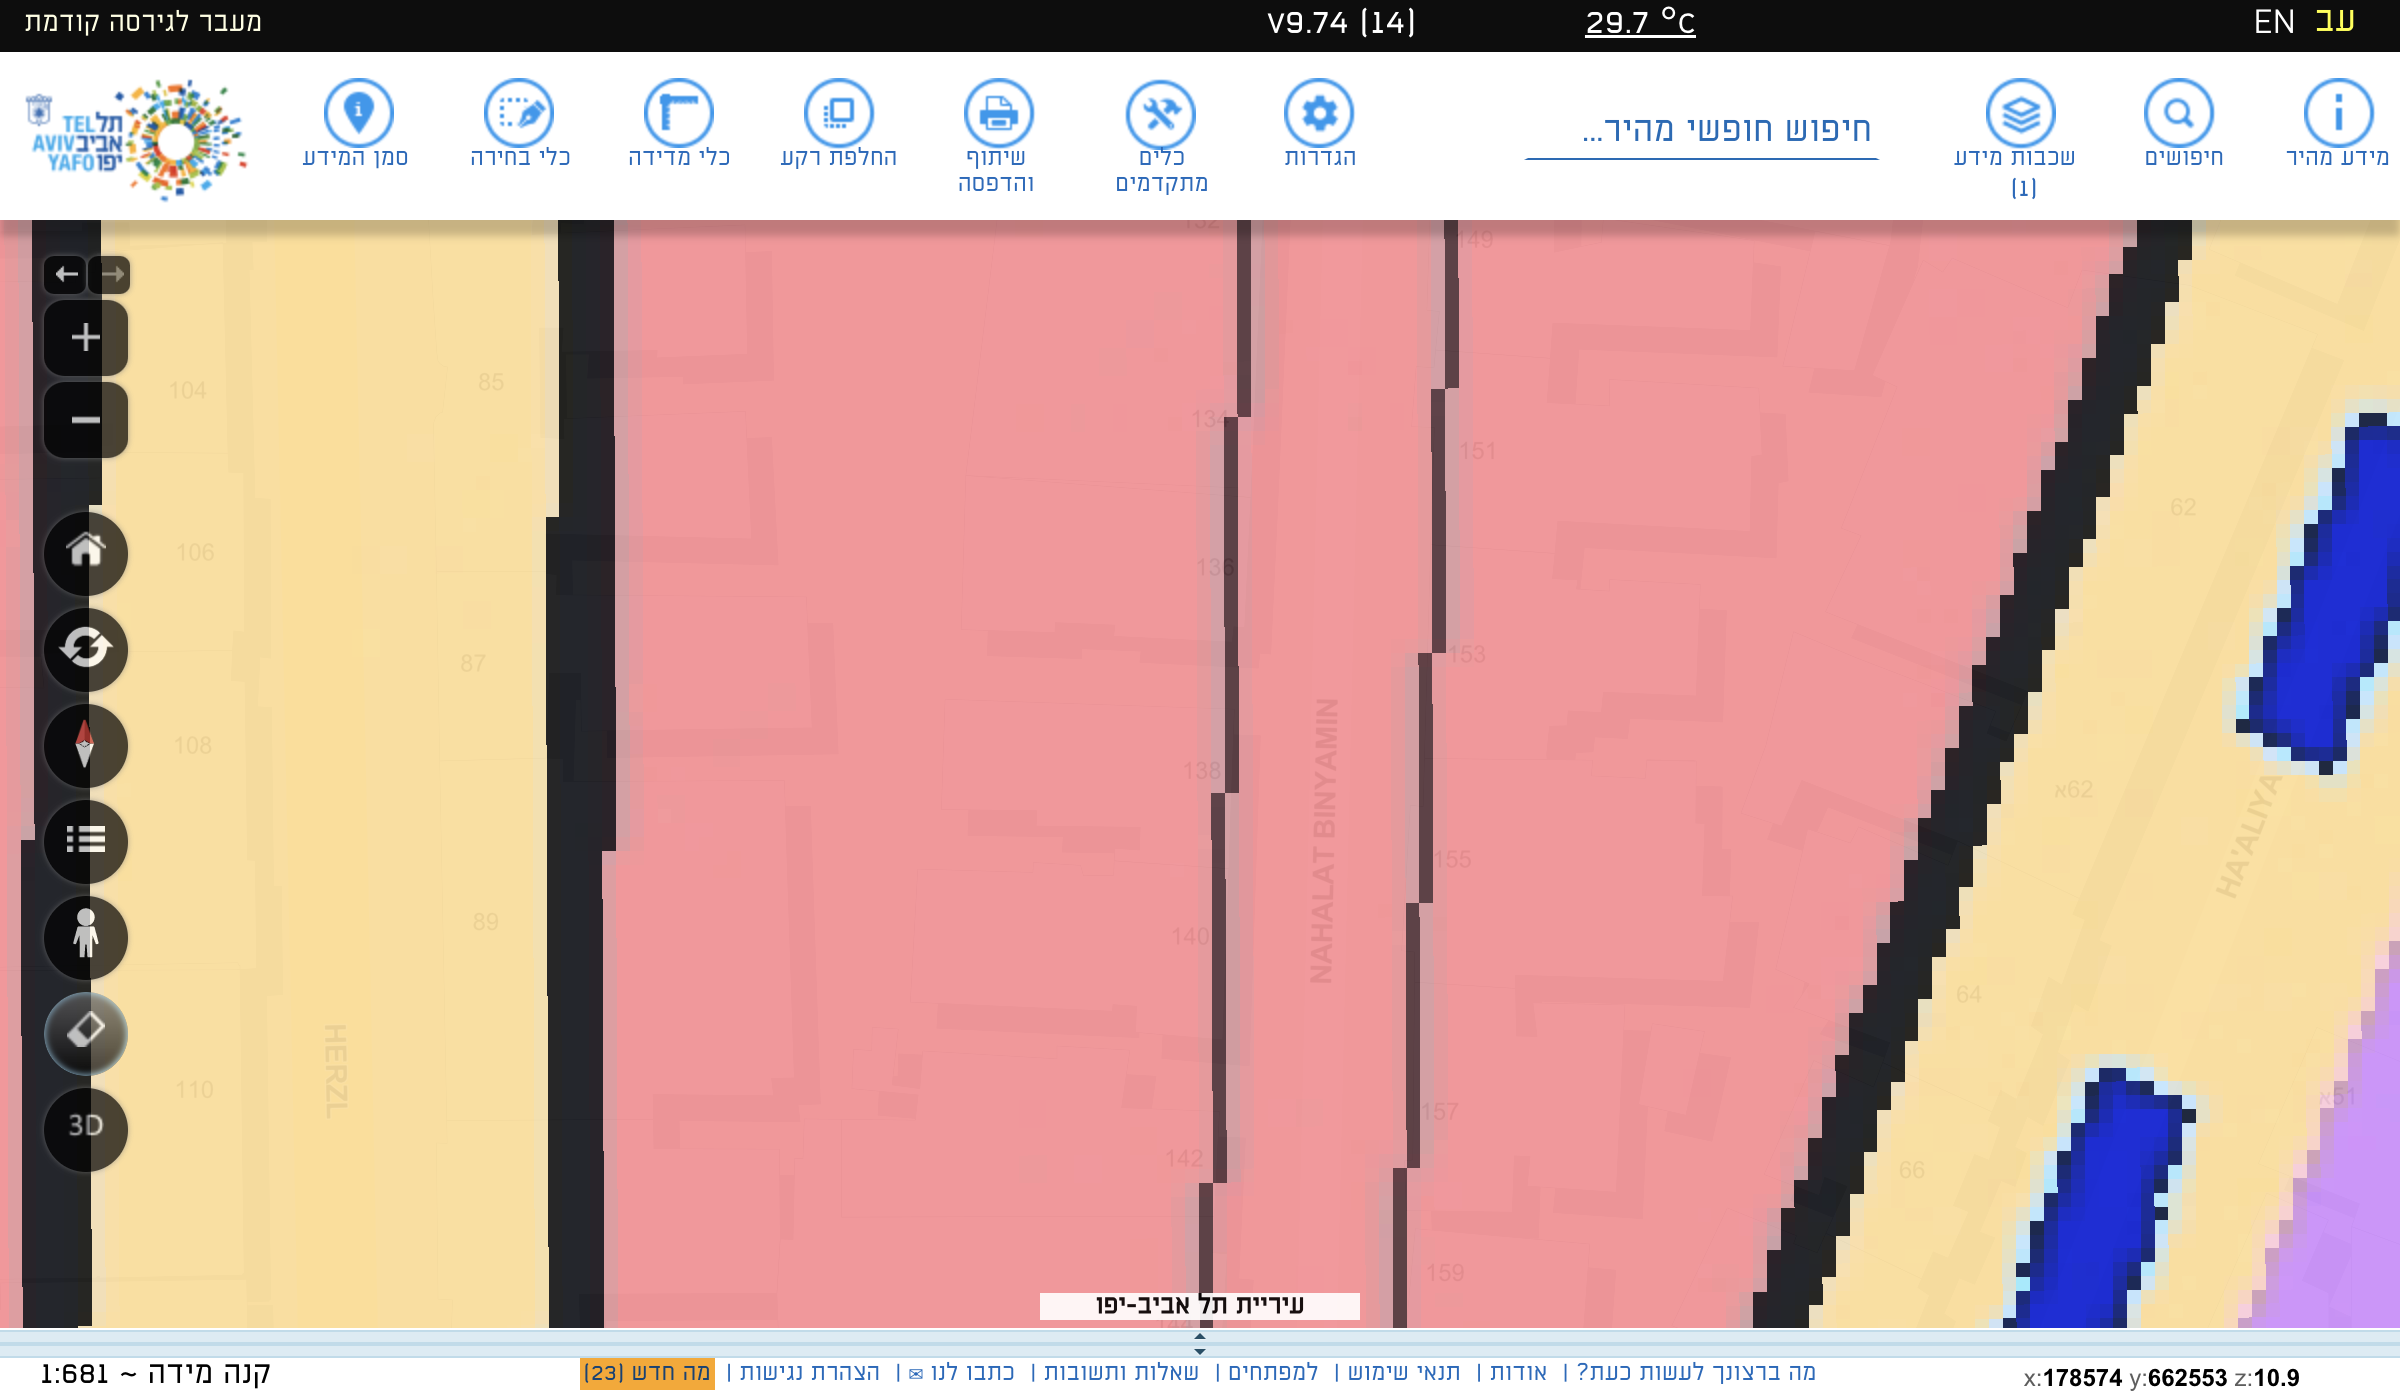 עב EN
29.7 °C
V9.74 (14)
מעבר לגירסה קודמת
מידע מהיר
חיפושים
שכבות מידע
(1)
חיפוש חופשי מהיר...
הגדרות
כלים
מתקדמים
שיתוף
והדפסה
החלפת רקע
כלי מדידה
כלי בחירה
סמן המידע
תל
אביב
יפו
TEL
AVIV
YAFO
132
149
104
85
134
151
62
106
136
87
153
108
138
62א
NAHALAT BINYAMIN
HA'ALIYA
155
89
140
64
HERZL
110
157
51א
142
66
159
144
3D
עיריית תל אביב-יפו
קנה מידה ~ 1:681
מה ברצונך לעשות כעת? | אודות | תנאי שימוש | למפתחים | שאלות ותשובות | כתבו לנו ✉ | הצהרת נגישות | מה חדש (23)
x:178574 y:662553 z:10.9